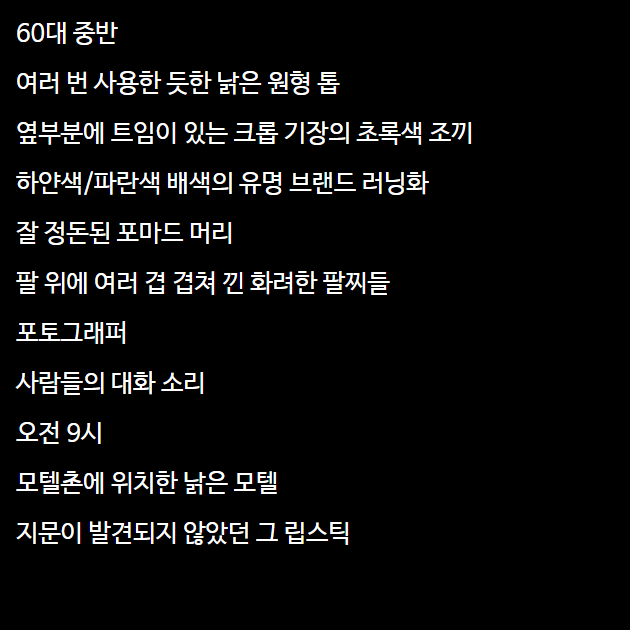 60대 중반
여러 번 사용한 듯한 낡은 원형 톱
옆부분에 트임이 있는 크롭 기장의 초록색 조끼
하얀색/파란색 배색의 유명 브랜드 러닝화
잘 정돈된 포마드 머리
팔 위에 여러 겹 겹쳐 낀 화려한 팔찌들
포토그래퍼
사람들의 대화 소리
오전 9시
모텔촌에 위치한 낡은 모텔
지문이 발견되지 않았던 그 립스틱